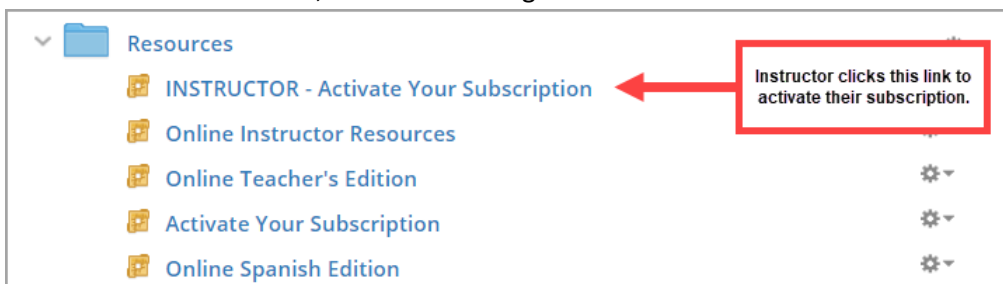 Resources
INSTRUCTOR - Activate Your Subscription
Instructor clicks this link to
activate their subscription.
Online Instructor Resources
Online Teacher's Edition
Activate Your Subscription
Online Spanish Edition